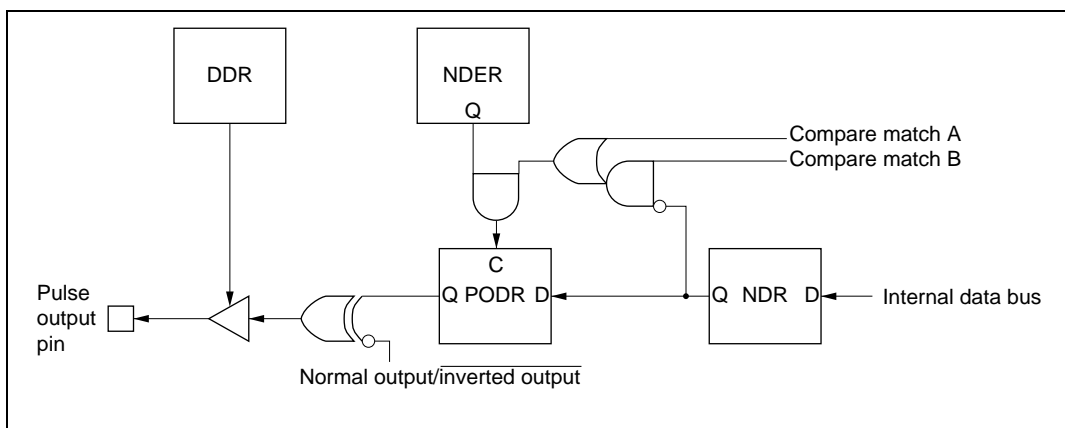 DDR
NDER
Q
Compare match A
Compare match B
C
Q PODR D
Q NDR D
Internal data bus
Pulse
output
pin
Normal output/inverted output